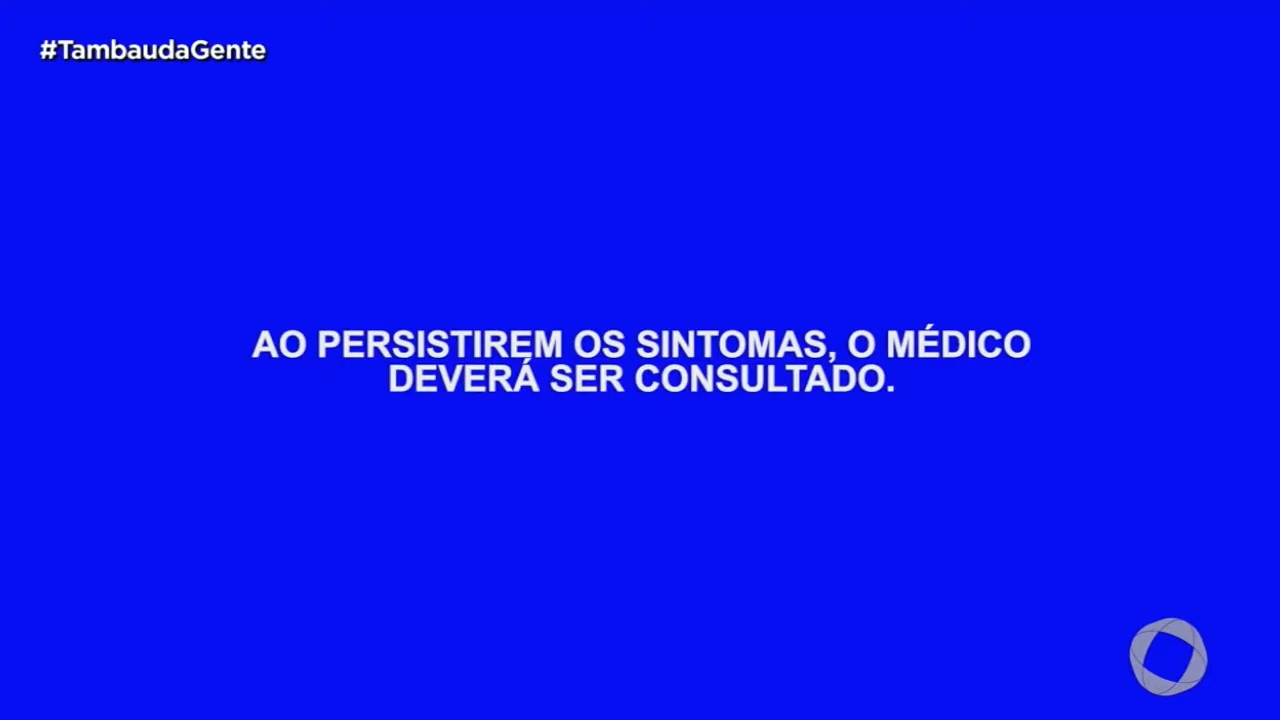 #TambaudaGente
AO PERSISTIREM OS SINTOMAS, O MÉDICO
DEVERÁ SER CONSULTADO.